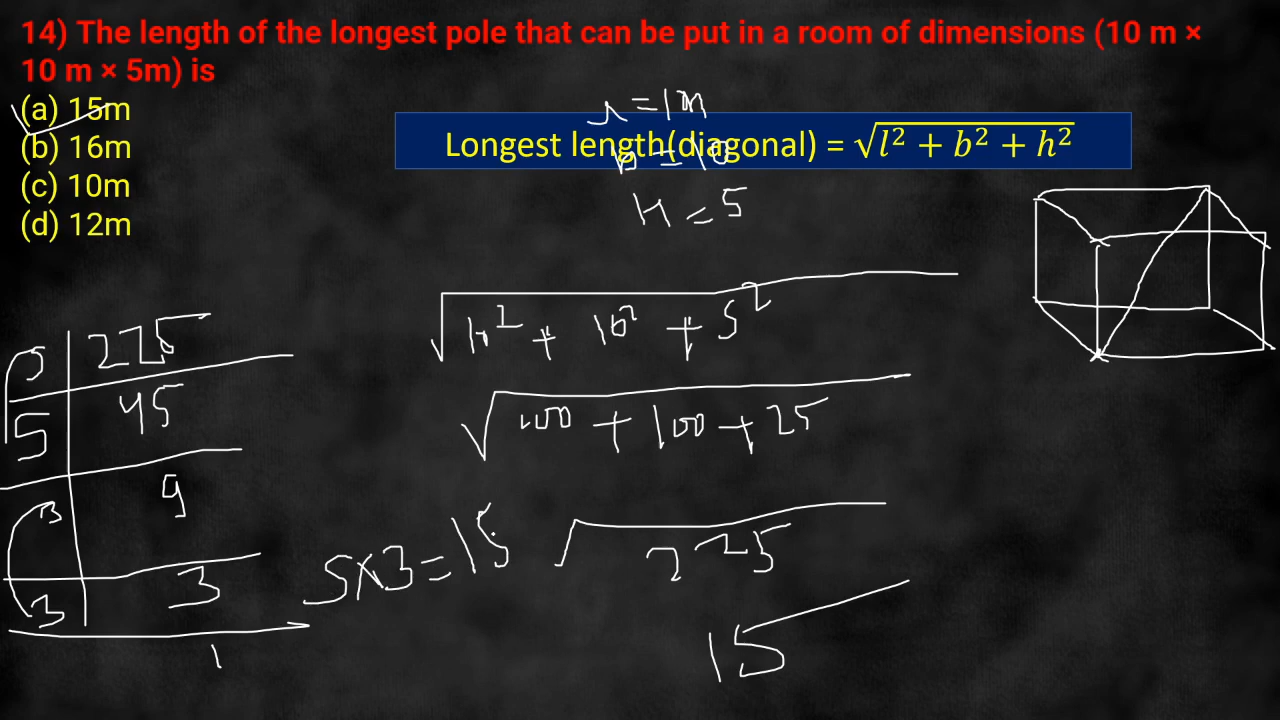 14) The length of the longest pole that can be put in a room of dimensions (10 m ×
10 m × 5m) is
(a) 15m
(b) 16m
(c) 10m
(d) 12m
Longest length(diagonal) = √l² + b² + h²
b = 10
h = 5
√10² + 10² + 5²
√100 + 100 + 25
√225
15
5 | 225
5 | 45
3 | 9
3 | 3
1
5×3=15